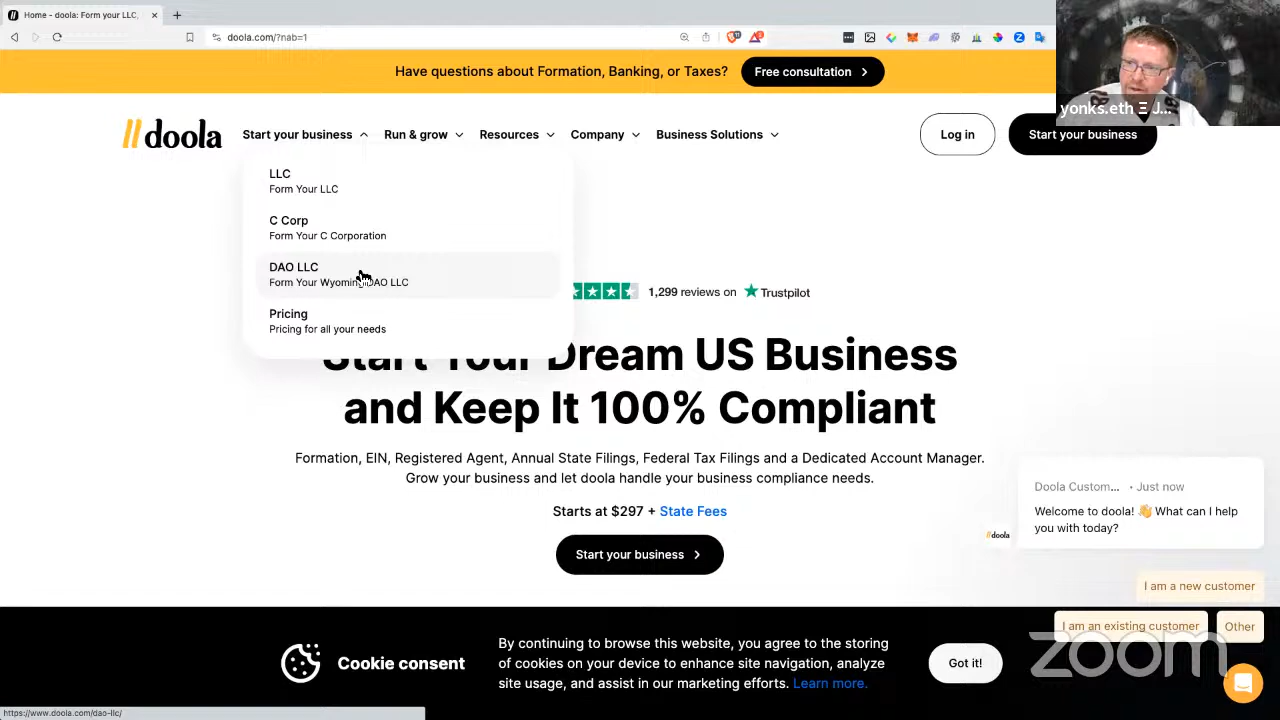 Home - doola: Form your LLC,
doola.com/?nab=1
yonks.eth Ξ J...
Have questions about Formation, Banking, or Taxes?
Free consultation
doola
Start your business
Run & grow
Resources
Company
Business Solutions
Log in
Start your business
LLC
Form Your LLC
C Corp
Form Your C Corporation
DAO LLC
Form Your Wyoming DAO LLC
Pricing
Pricing for all your needs
1,299 reviews on
Trustpilot
Start Your Dream US Business
and Keep It 100% Compliant
Formation, EIN, Registered Agent, Annual State Filings, Federal Tax Filings and a Dedicated Account Manager.
Grow your business and let doola handle your business compliance needs.
Starts at $297 + State Fees
Start your business
Doola Custom... • Just now
Welcome to doola! 👋 What can I help
you with today?
doola
I am a new customer
I am an existing customer
Other
Cookie consent
By continuing to browse this website, you agree to the storing
of cookies on your device to enhance site navigation, analyze
site usage, and assist in our marketing efforts. Learn more.
Got it!
zoom
https://www.doola.com/dao-llc/